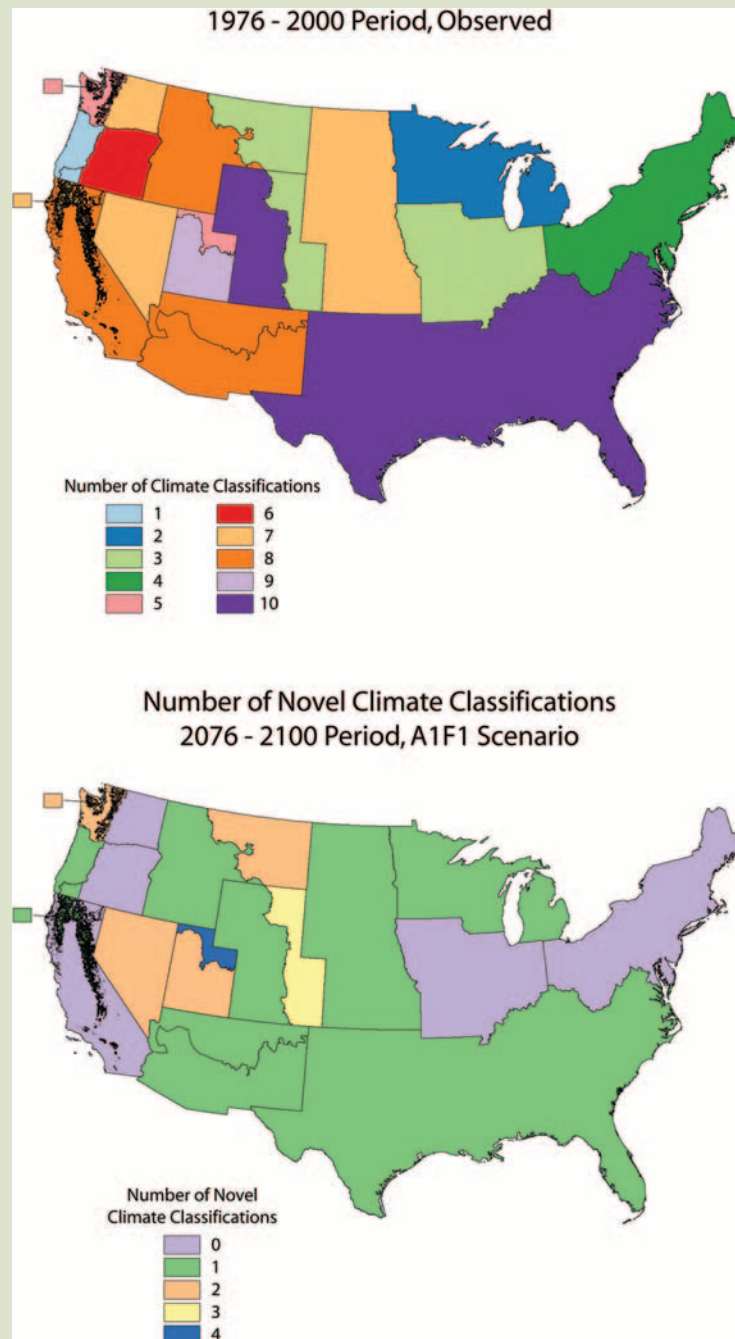 1976 - 2000 Period, Observed
Number of Climate Classifications
1
2
3
4
5
6
7
8
9
10
Number of Novel Climate Classifications
2076 - 2100 Period, A1F1 Scenario
Number of Novel
Climate Classifications
0
1
2
3
4